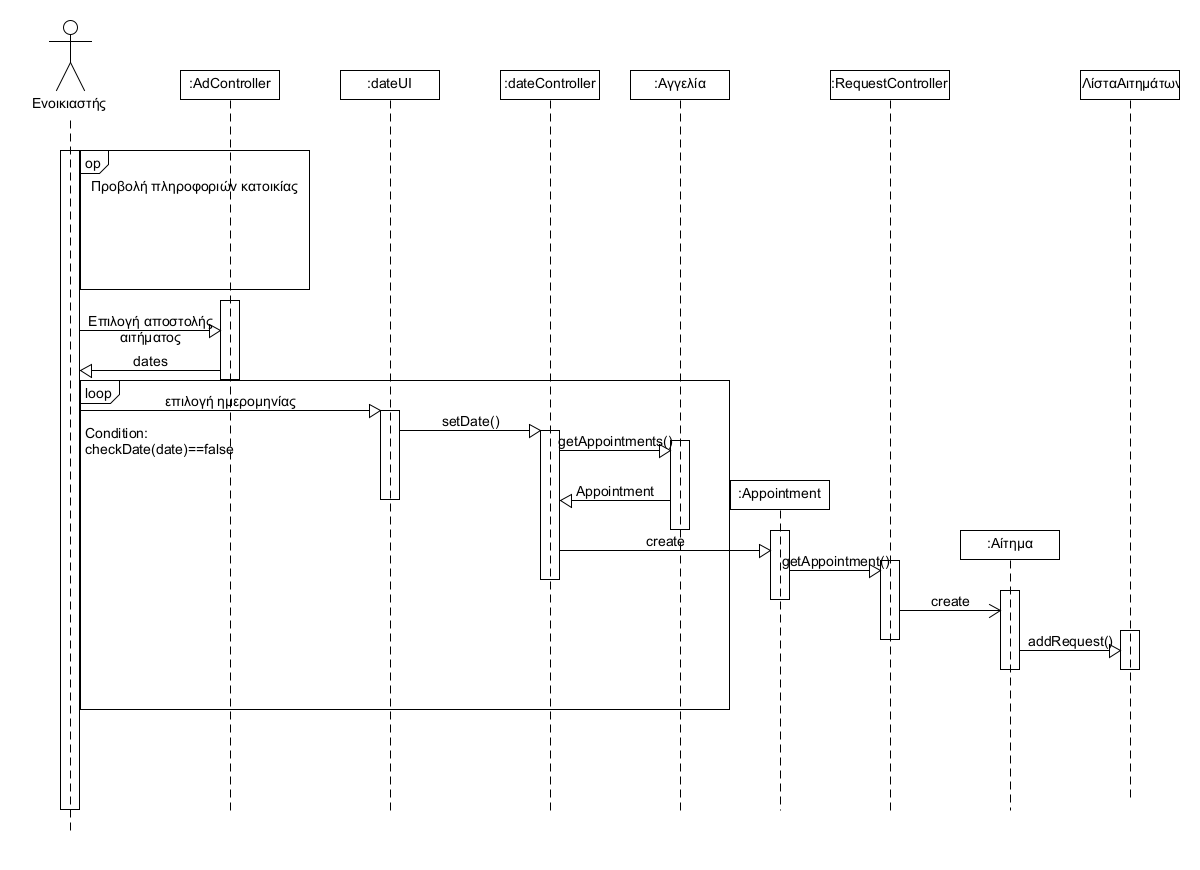 Ενοικιαστής
:AdController
:dateUI
:dateController
:Αγγελία
:RequestController
ΛίσταΑιτημάτων
op
Προβολή πληροφοριών κατοικίας
Επιλογή αποστολής
αιτήματος
dates
loop
επιλογή ημερομηνίας
Condition:
checkDate(date)==false
setDate()
getAppointments()
Appointment
:Appointment
create
getAppointment()
:Αίτημα
create
addRequest()